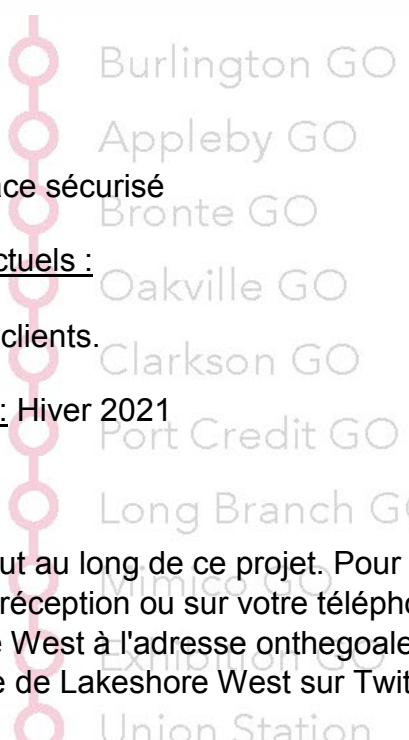 Burlington GO
Appleby GO
ace sécurisé
Bronte GO
ctuels :
Oakville GO
clients.
Clarkson GO
: Hiver 2021
Port Credit GO
Long Branch G
ut au long de ce projet. Pour
Mimico GO
réception ou sur votre télépho
e West à l'adresse onthegoale
Exhibition GO
e de Lakeshore West sur Twit
Union Station